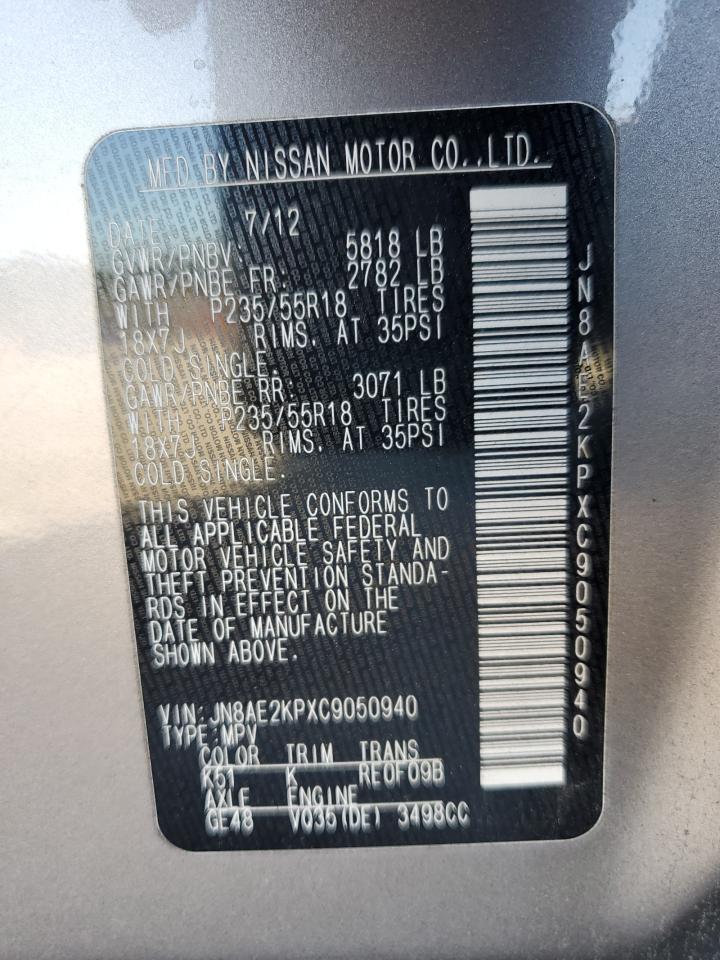 MFD BY NISSAN MOTOR CO.,LTD.
DATE 7/12
GVWR/PNBV: 5818 LB
GAWR/PNBE FR: 2782 LB
WITH P235/55R18 TIRES
18X7J RIMS, AT 35PSI
COLD SINGLE.
GAWR/PNBE RR: 3071 LB
WITH P235/55R18 TIRES
18X7J RIMS, AT 35PSI
COLD SINGLE.
THIS VEHICLE CONFORMS TO
ALL APPLICABLE FEDERAL
MOTOR VEHICLE SAFETY AND
THEFT PREVENTION STANDA-
RDS IN EFFECT ON THE
DATE OF MANUFACTURE
SHOWN ABOVE.
VIN:JN8AE2KPXC9050940
TYPE:MPV
COLOR TRIM TRANS
K51 K RE0F09B
AXLE ENGINE
GE48 VQ35(DE) 3498CC
JN8AE2KPXC9050940